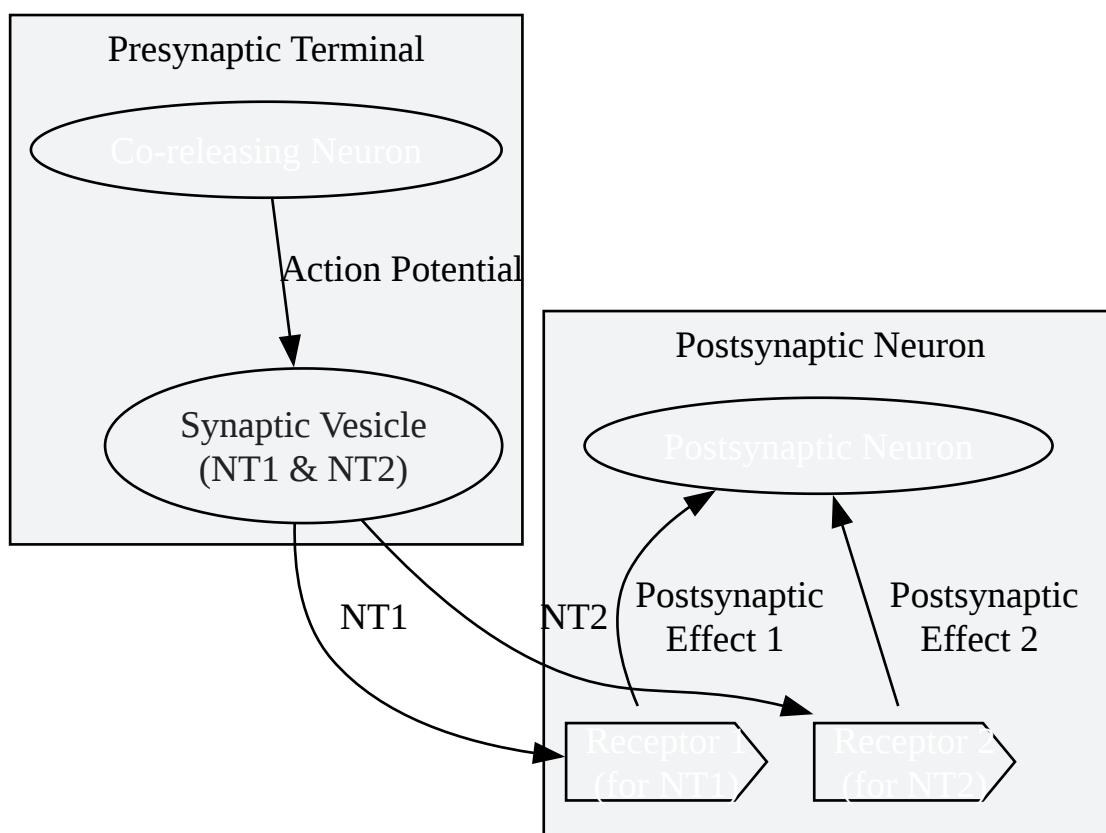 Presynaptic Terminal
Co-releasing Neuron
Action Potential
Synaptic Vesicle
(NT1 & NT2)
Postsynaptic Neuron
Postsynaptic Neuron
NT1
NT2
Postsynaptic
Effect 1
Postsynaptic
Effect 2
Receptor 1
(for NT1)
Receptor 2
(for NT2)